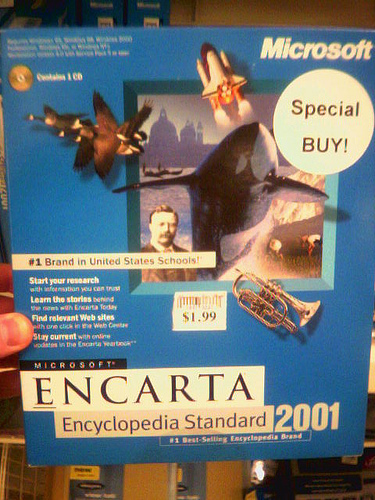 Microsoft
Contains 1 CD
Special
BUY!
#1 Brand in United States Schools!
Start your research
with information you can trust
Learn the stories behind
the news with Encarta Today
Find relevant Web sites
with one click in the Web Center
Stay current with online
updates in the Encarta Yearbook
$1.99
MICROSOFT
ENCARTA
Encyclopedia Standard 2001
#1 Best-Selling Encyclopedia Brand